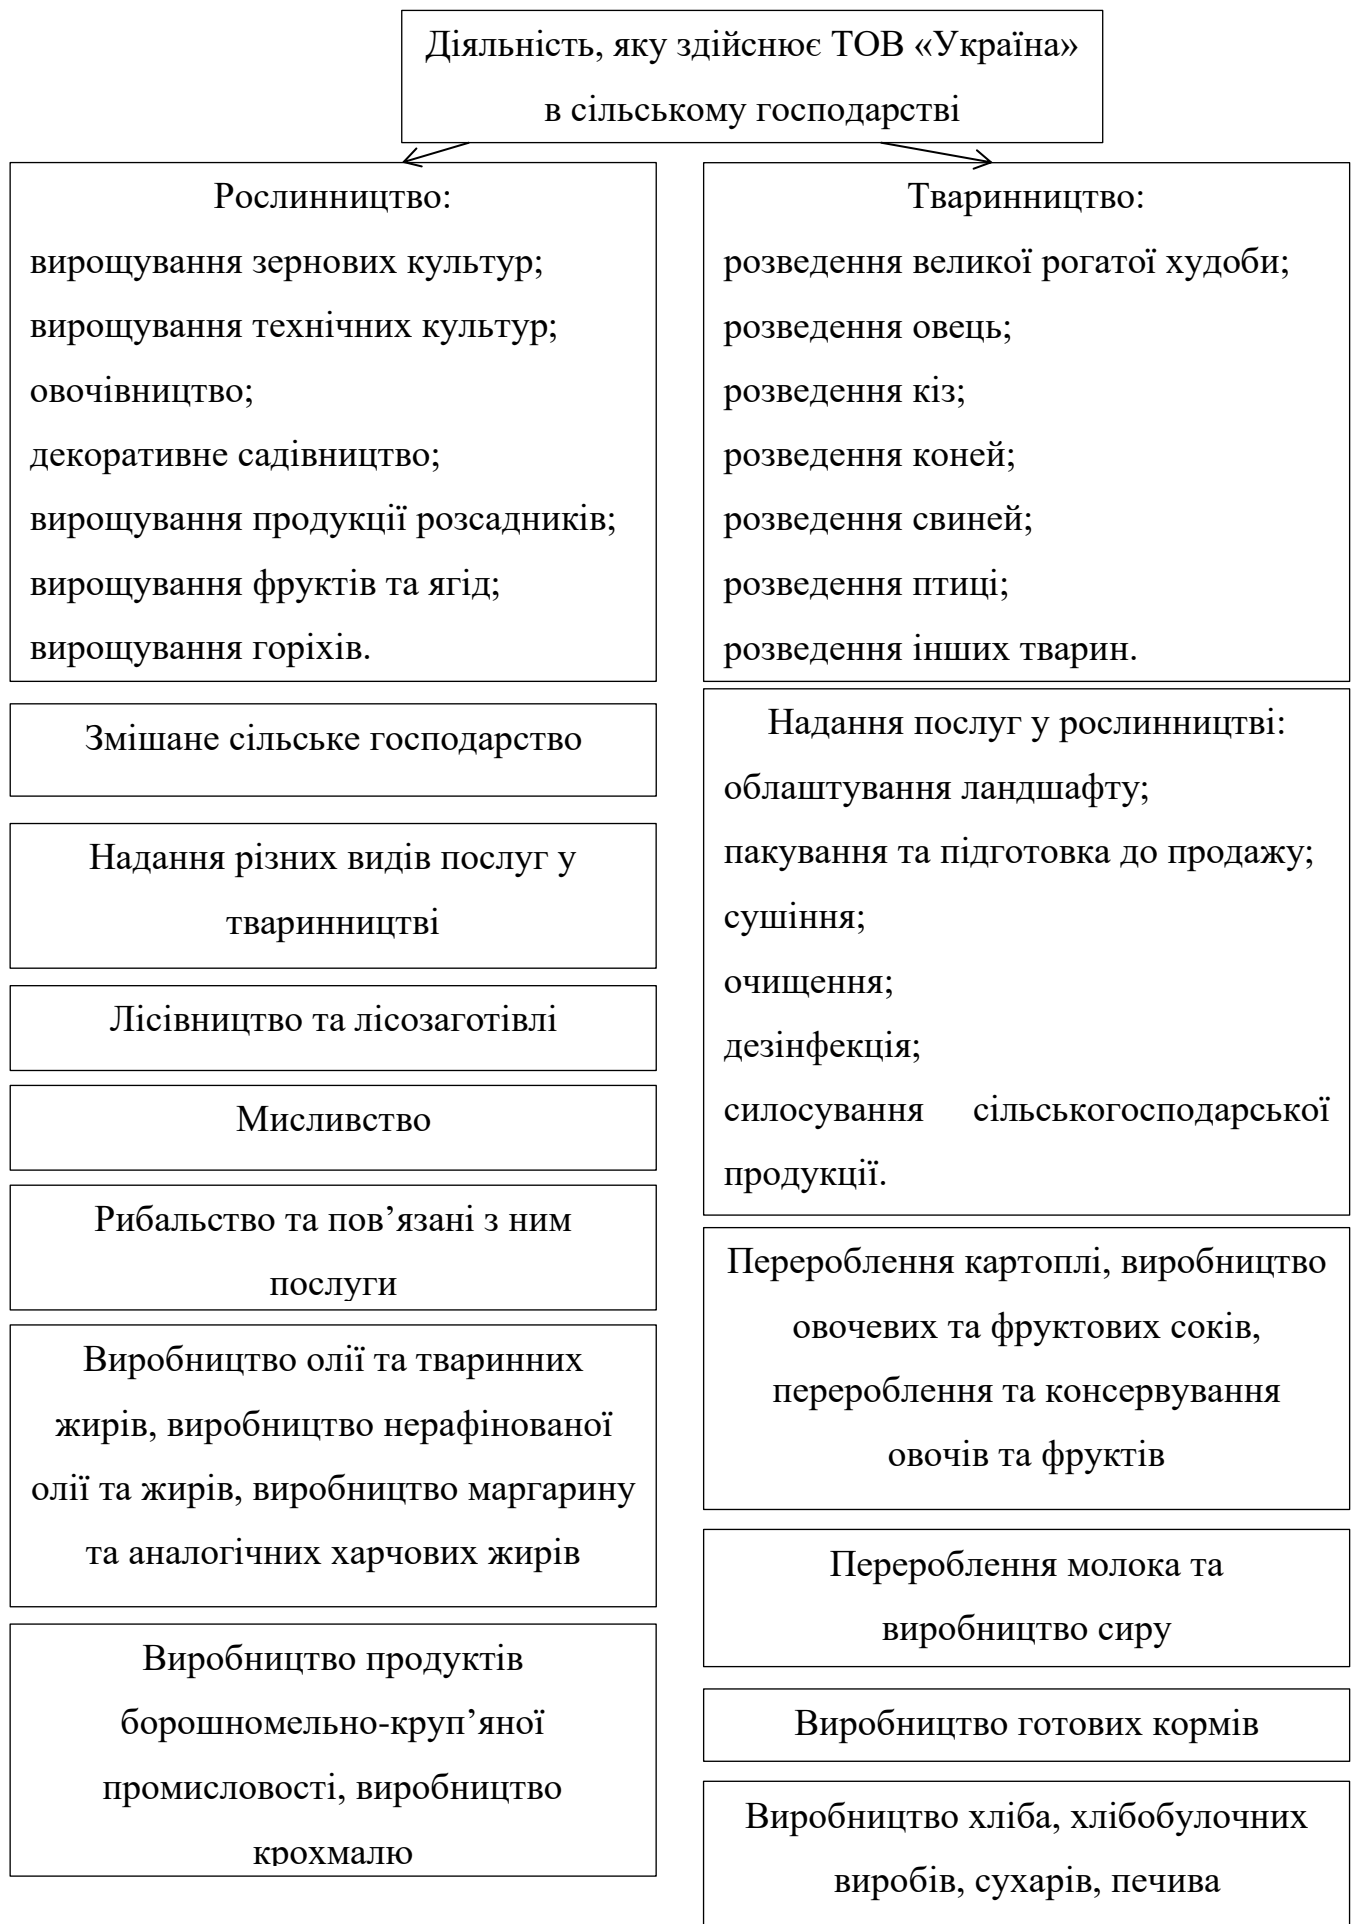 Діяльність, яку здійснює ТОВ «Україна»
в сільському господарстві
Рослинництво:
вирощування зернових культур;
вирощування технічних культур;
овочівництво;
декоративне садівництво;
вирощування продукції розсадників;
вирощування фруктів та ягід;
вирощування горіхів.
Тваринництво:
розведення великої рогатої худоби;
розведення овець;
розведення кіз;
розведення коней;
розведення свиней;
розведення птиці;
розведення інших тварин.
Змішане сільське господарство
Надання різних видів послуг у
тваринництві
Лісівництво та лісозаготівлі
Мисливство
Рибальство та пов’язані з ним
послуги
Виробництво олії та тваринних
жирів, виробництво нерафінованої
олії та жирів, виробництво маргарину
та аналогічних харчових жирів
Виробництво продуктів
борошномельно-круп’яної
промисловості, виробництво
крохмалю
Надання послуг у рослинництві:
облаштування ландшафту;
пакування та підготовка до продажу;
сушіння;
очищення;
дезінфекція;
силосування сільськогосподарської
продукції.
Перероблення картоплі, виробництво
овочевих та фруктових соків,
перероблення та консервування
овочів та фруктів
Перероблення молока та
виробництво сиру
Виробництво готових кормів
Виробництво хліба, хлібобулочних
виробів, сухарів, печива